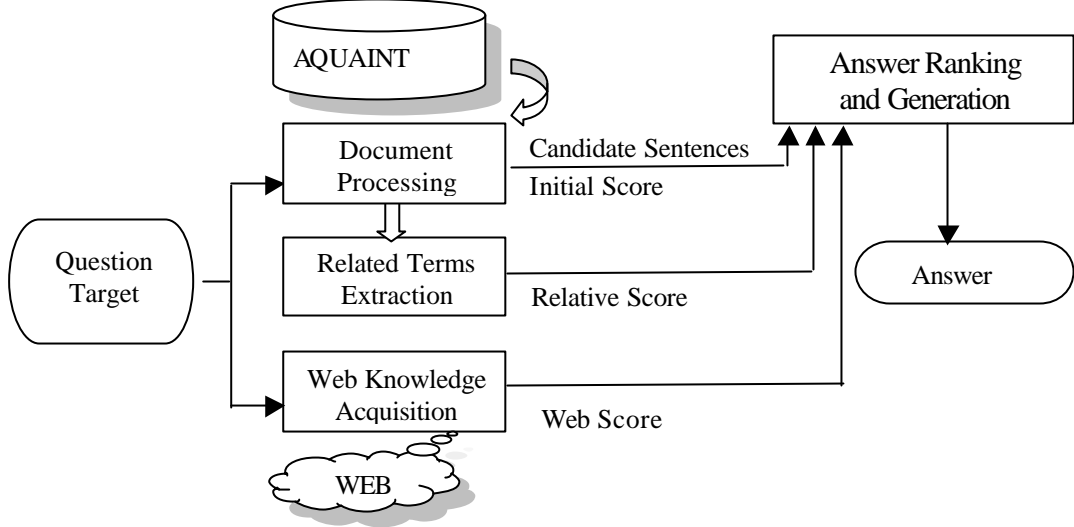 AQUAINT
Answer Ranking
and Generation
Document
Processing
Candidate Sentences
Initial Score
Question
Target
Related Terms
Extraction
Relative Score
Answer
Web Knowledge
Acquisition
Web Score
WEB